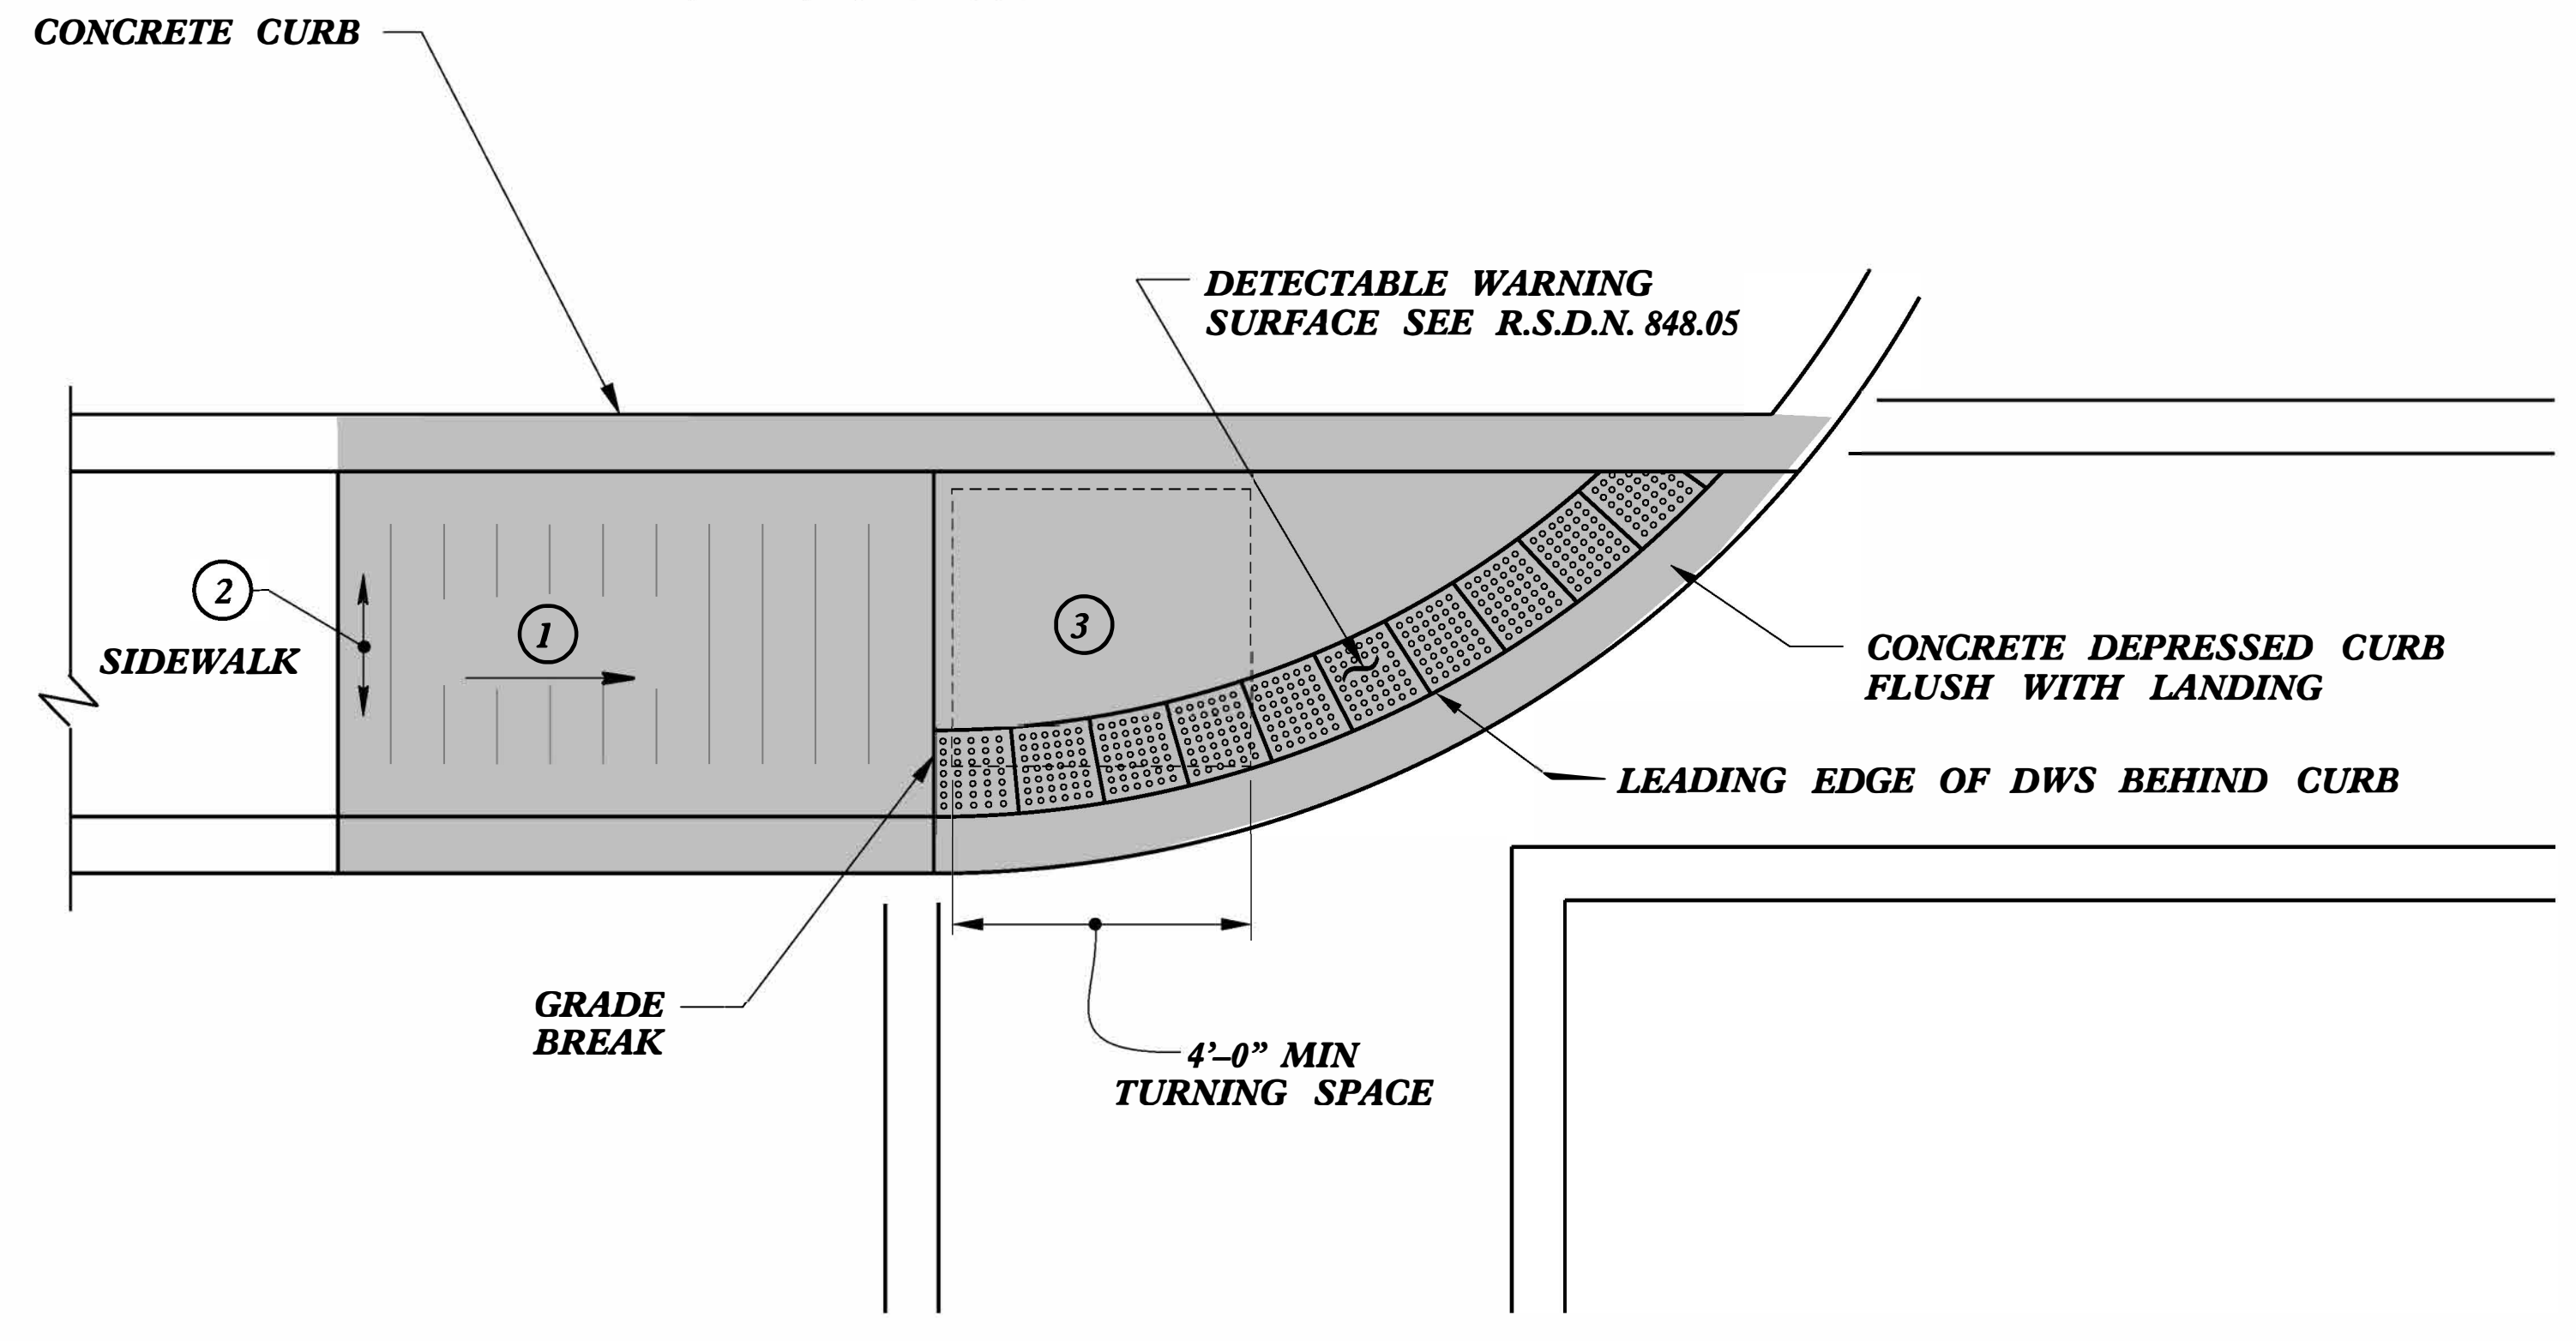 CONCRETE CURB
DETECTABLE WARNING
SURFACE SEE R.S.D.N. 848.05
2
SIDEWALK
1
3
CONCRETE DEPRESSED CURB
FLUSH WITH LANDING
LEADING EDGE OF DWS BEHIND CURB
GRADE
BREAK
4'–0” MIN
TURNING SPACE